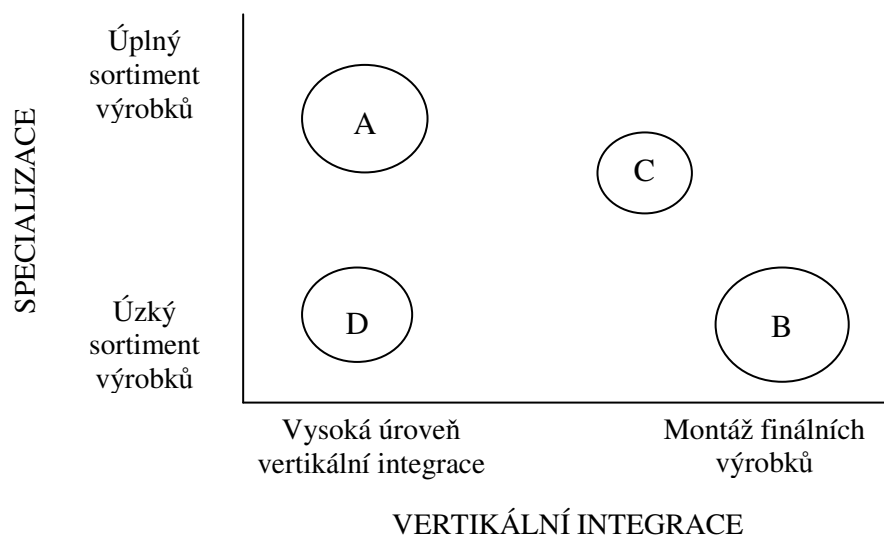 Úplný
sortiment
výrobků
SPECIALIZACE
A
C
D
B
Úzký
sortiment
výrobků
Vysoká úroveň
vertikální integrace
Montáž finálních
výrobků
VERTIKÁLNÍ INTEGRACE